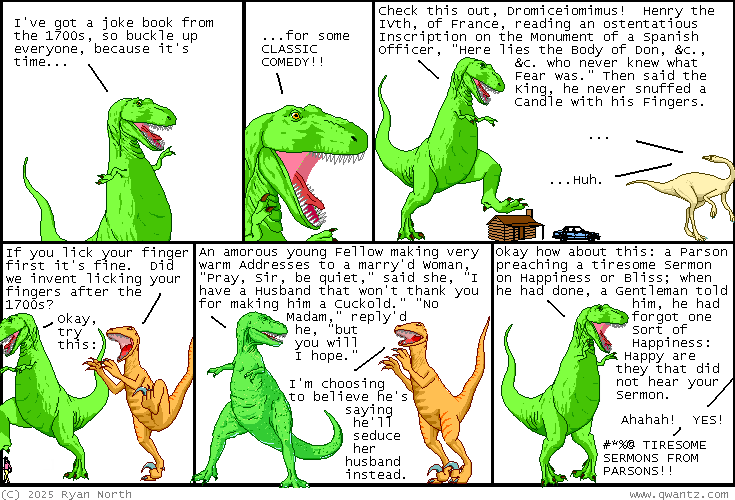 I've got a joke book from
the 1700s, so buckle up
everyone, because it's
time...
...for some
CLASSIC
COMEDY!!
Check this out, Dromiceiomimus!  Henry the
IVth, of France, reading an ostentatious
Inscription on the Monument of a Spanish
Officer, "Here lies the Body of Don, &c.,
&c. who never knew what
Fear was." Then said the
King, he never snuffed a
Candle with his Fingers.
...
...Huh.
If you lick your finger
first it's fine.  Did
we invent licking your
fingers after the
1700s?
Okay,
try
this:
An amorous young Fellow making very
warm Addresses to a marry'd Woman,
"Pray, Sir, be quiet," said she, "I
have a Husband that won't thank you
for making him a Cuckold." "No
Madam," reply'd
he, "but
you will
I hope."
I'm choosing
to believe he's
saying
he'll
seduce
her
husband
instead.
Okay how about this: a Parson
preaching a tiresome Sermon
on Happiness or Bliss; when
he had done, a Gentleman told
him, he had
forgot one
Sort of
Happiness:
Happy are
they that did
not hear your
Sermon.
Ahahah!  YES!
#*%@ TIRESOME
SERMONS FROM
PARSONS!!
(C) 2025 Ryan North
www.qwantz.com